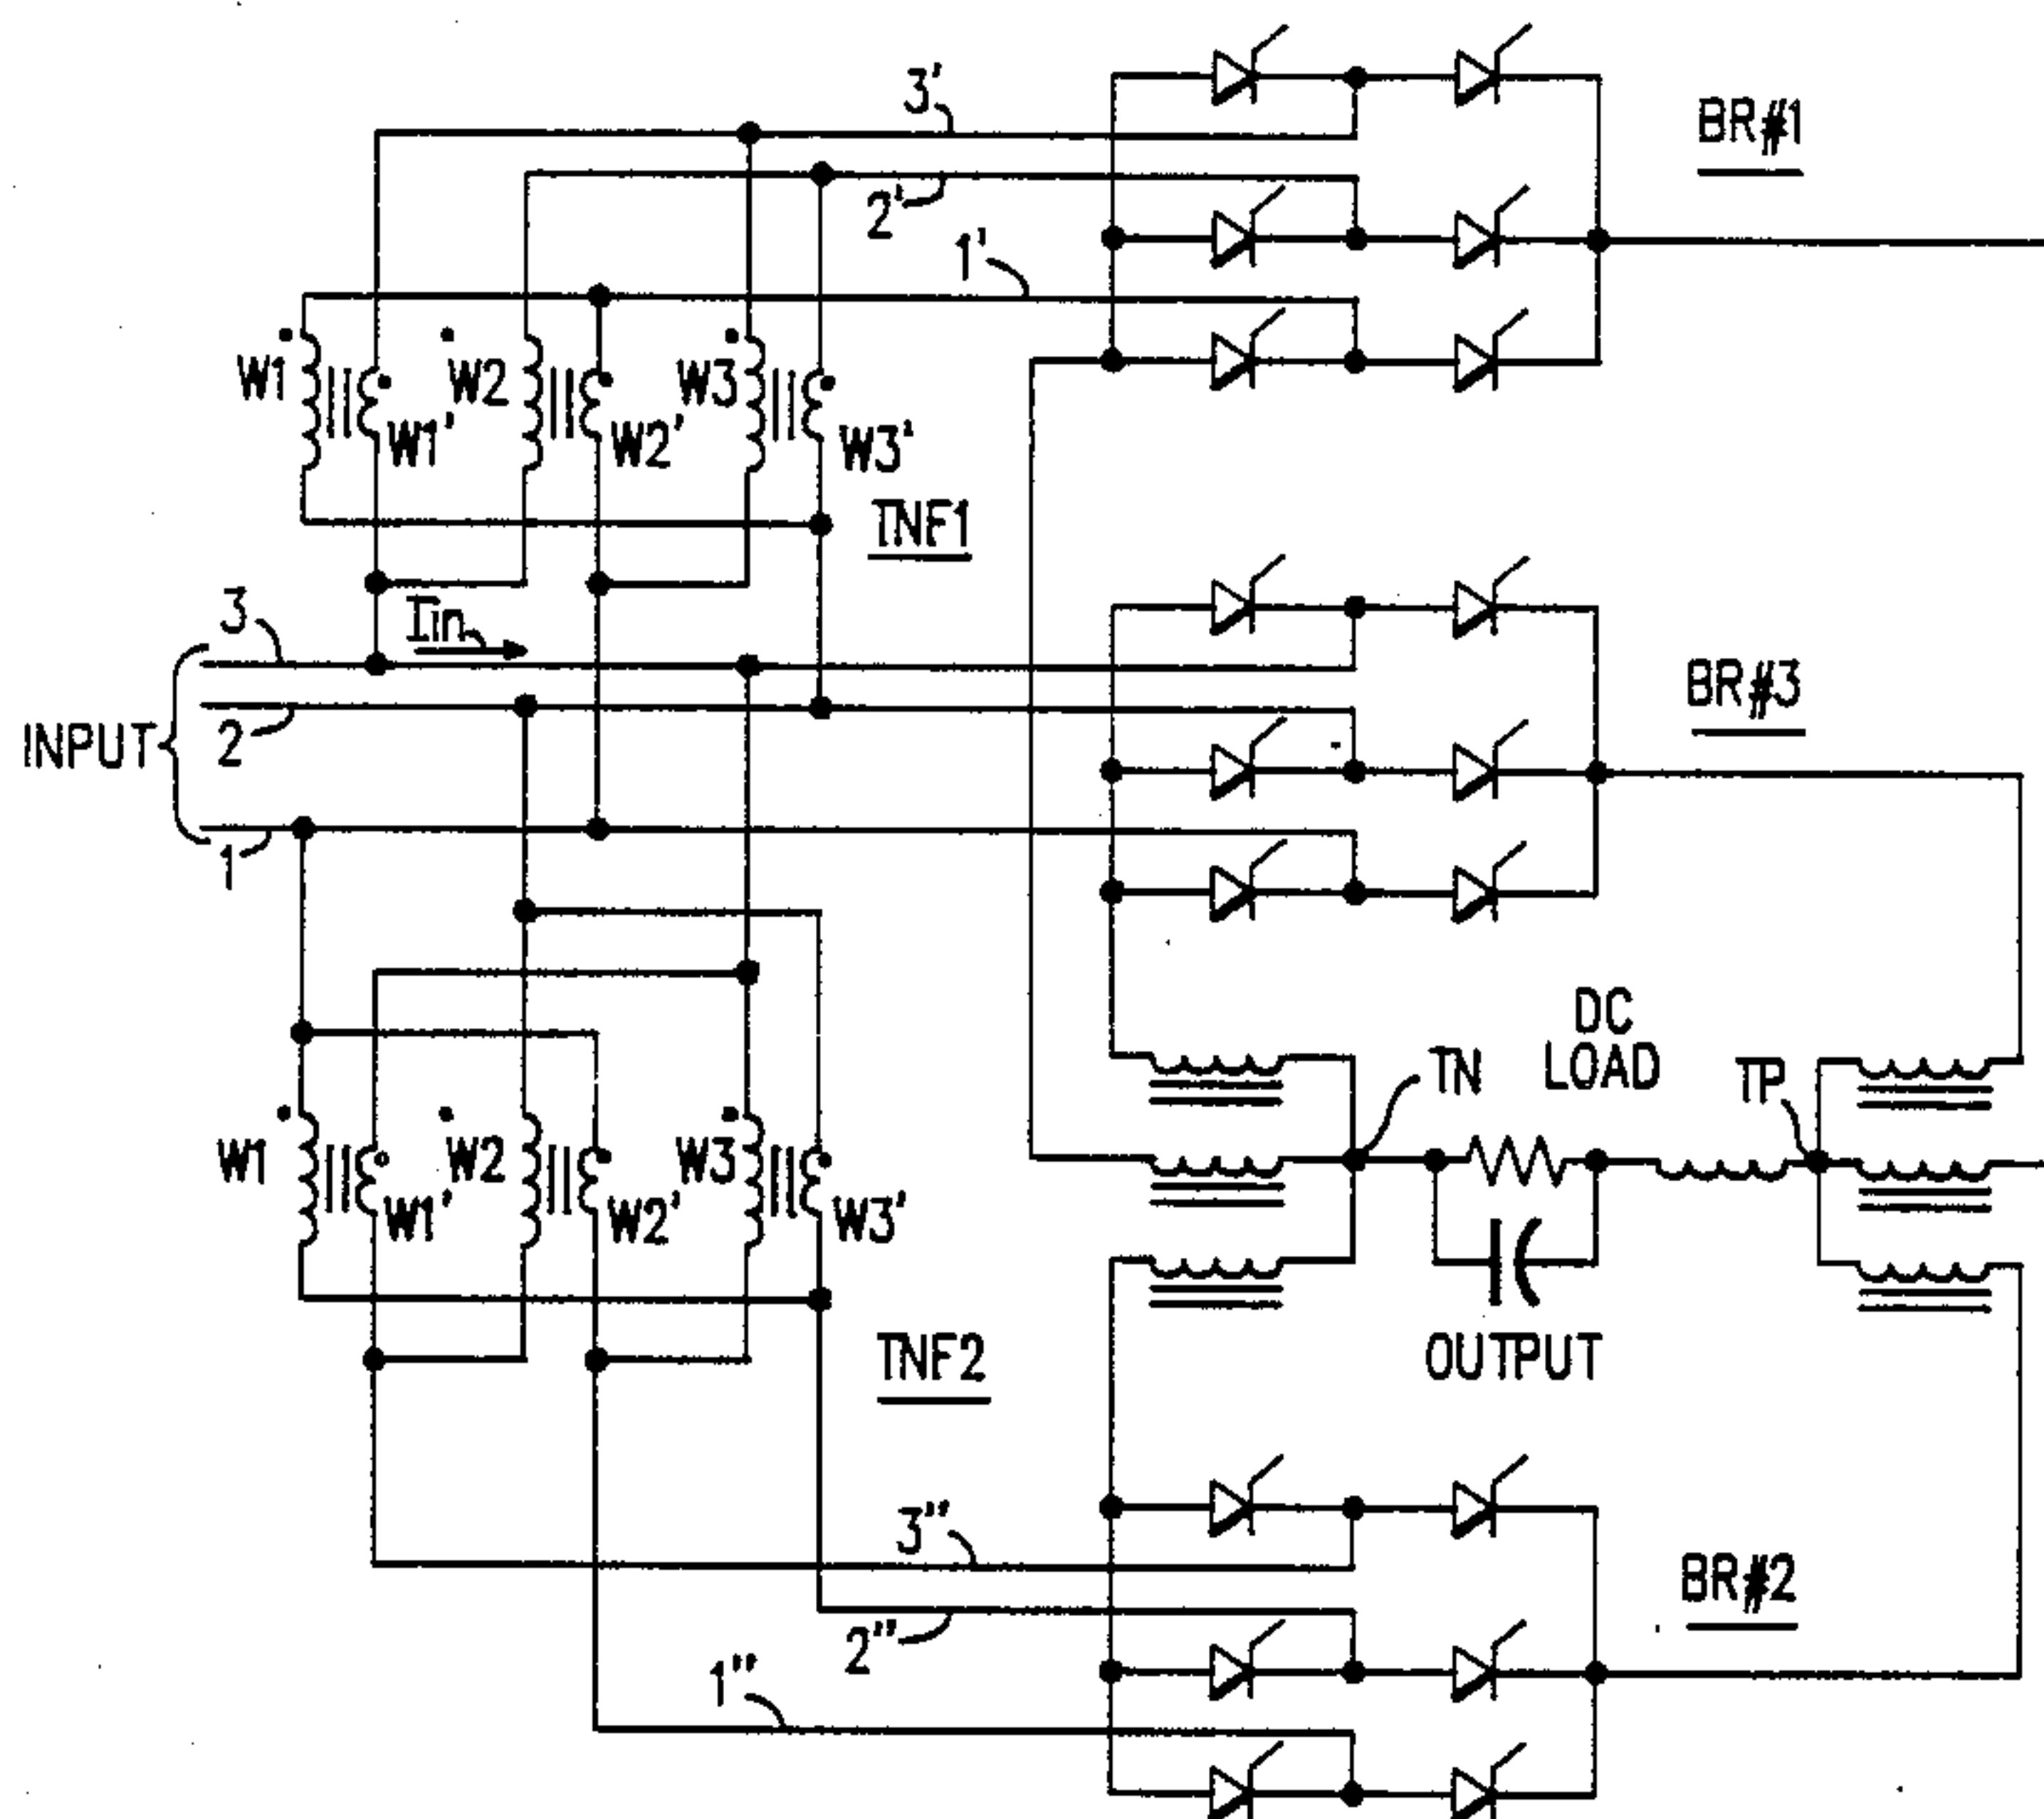 3'
BR#1
2'
1'
W1
W1'
W2
W2'
W3
W3'
TNF1
3
Iin
BR#3
INPUT
2
1
DC
LOAD
TN
TP
W1
W1'
W2
W2'
W3
W3'
TNF2
OUTPUT
3"
BR#2
2"
1"